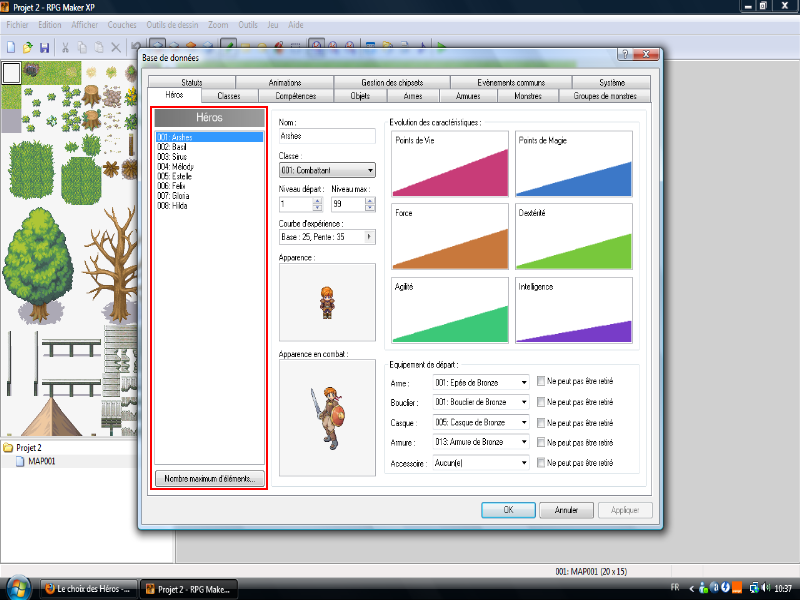 Projet 2 - RPG Maker XP
Fichier Edition Afficher Couches Outils de dessin Zoom Outils Jeu Aide
Base de données
Statuts Animations Gestion des chipsets Evènements communs Système
Héros Classes Compétences Objets Armes Armures Monstres Groupes de monstres
Héros
001: Arshes
002: Basil
003: Sirus
004: Mélody
005: Estelle
006: Felix
007: Gloria
008: Hilda
Nombre maximum d'éléments...
Nom :
Arshes
Classe :
001: Combattant
Niveau départ : Niveau max :
1 99
Courbe d'expérience :
Base : 25, Pente : 35
Apparence :
Apparence en combat :
Evolution des caractéristiques :
Points de Vie Points de Magie
Force Dextérité
Agilité Intelligence
Equipement de départ :
Arme : 001: Epée de Bronze Ne peut pas être retiré
Bouclier : 001: Bouclier de Bronze Ne peut pas être retiré
Casque : 005: Casque de Bronze Ne peut pas être retiré
Armure : 013: Armure de Bronze Ne peut pas être retiré
Accessoire : Aucun(e) Ne peut pas être retiré
OK Annuler Appliquer
Projet 2
MAP001
001: MAP001 (20 x 15)
Le choix des Héros -... Projet 2 - RPG Make... FR 10:37